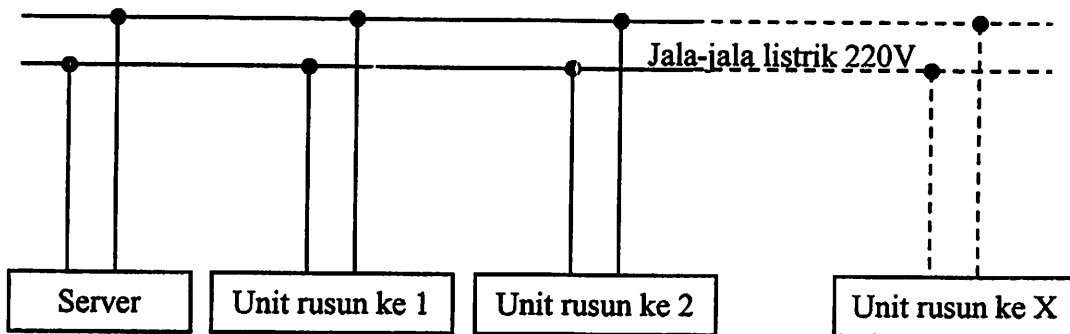 Jala-jala listrik 220V
Server
Unit rusun ke 1
Unit rusun ke 2
Unit rusun ke X